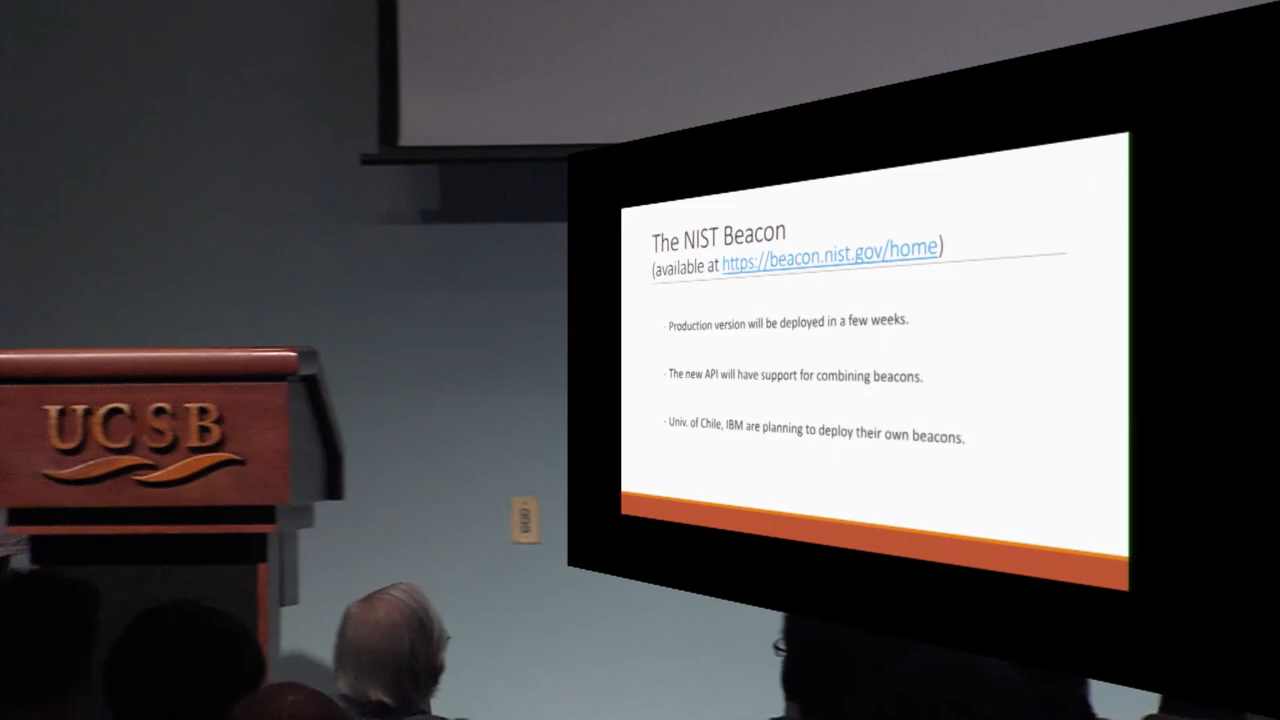 The NIST Beacon
(available at https://beacon.nist.gov/home)
· Production version will be deployed in a few weeks.
· The new API will have support for combining beacons.
· Univ. of Chile, IBM are planning to deploy their own beacons.
UCSB